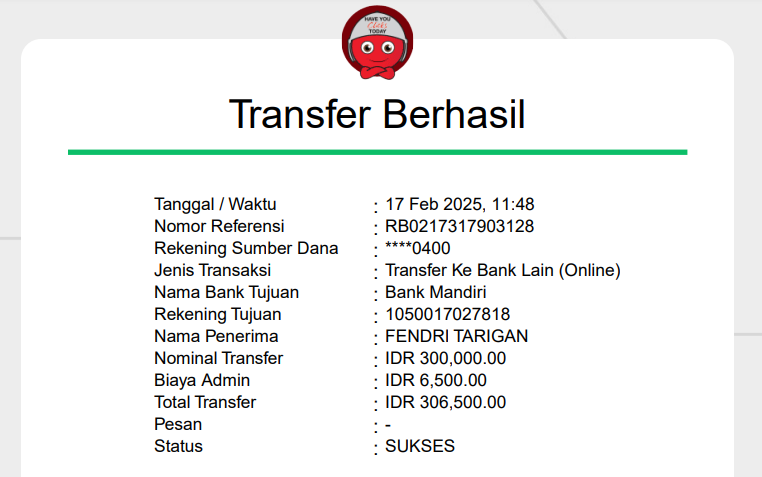 HAVE YOU
Clicks
TODAY
Transfer Berhasil
Tanggal / Waktu : 17 Feb 2025, 11:48
Nomor Referensi : RB0217317903128
Rekening Sumber Dana : ****0400
Jenis Transaksi : Transfer Ke Bank Lain (Online)
Nama Bank Tujuan : Bank Mandiri
Rekening Tujuan : 1050017027818
Nama Penerima : FENDRI TARIGAN
Nominal Transfer : IDR 300,000.00
Biaya Admin : IDR 6,500.00
Total Transfer : IDR 306,500.00
Pesan : -
Status : SUKSES